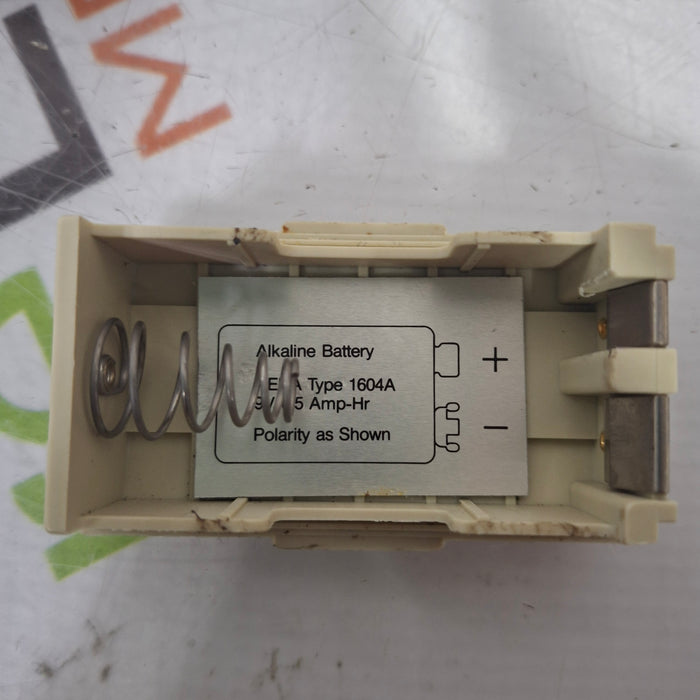 Alkaline Battery
Type 1604A
Amp-Hr
Polarity as Shown
+
−